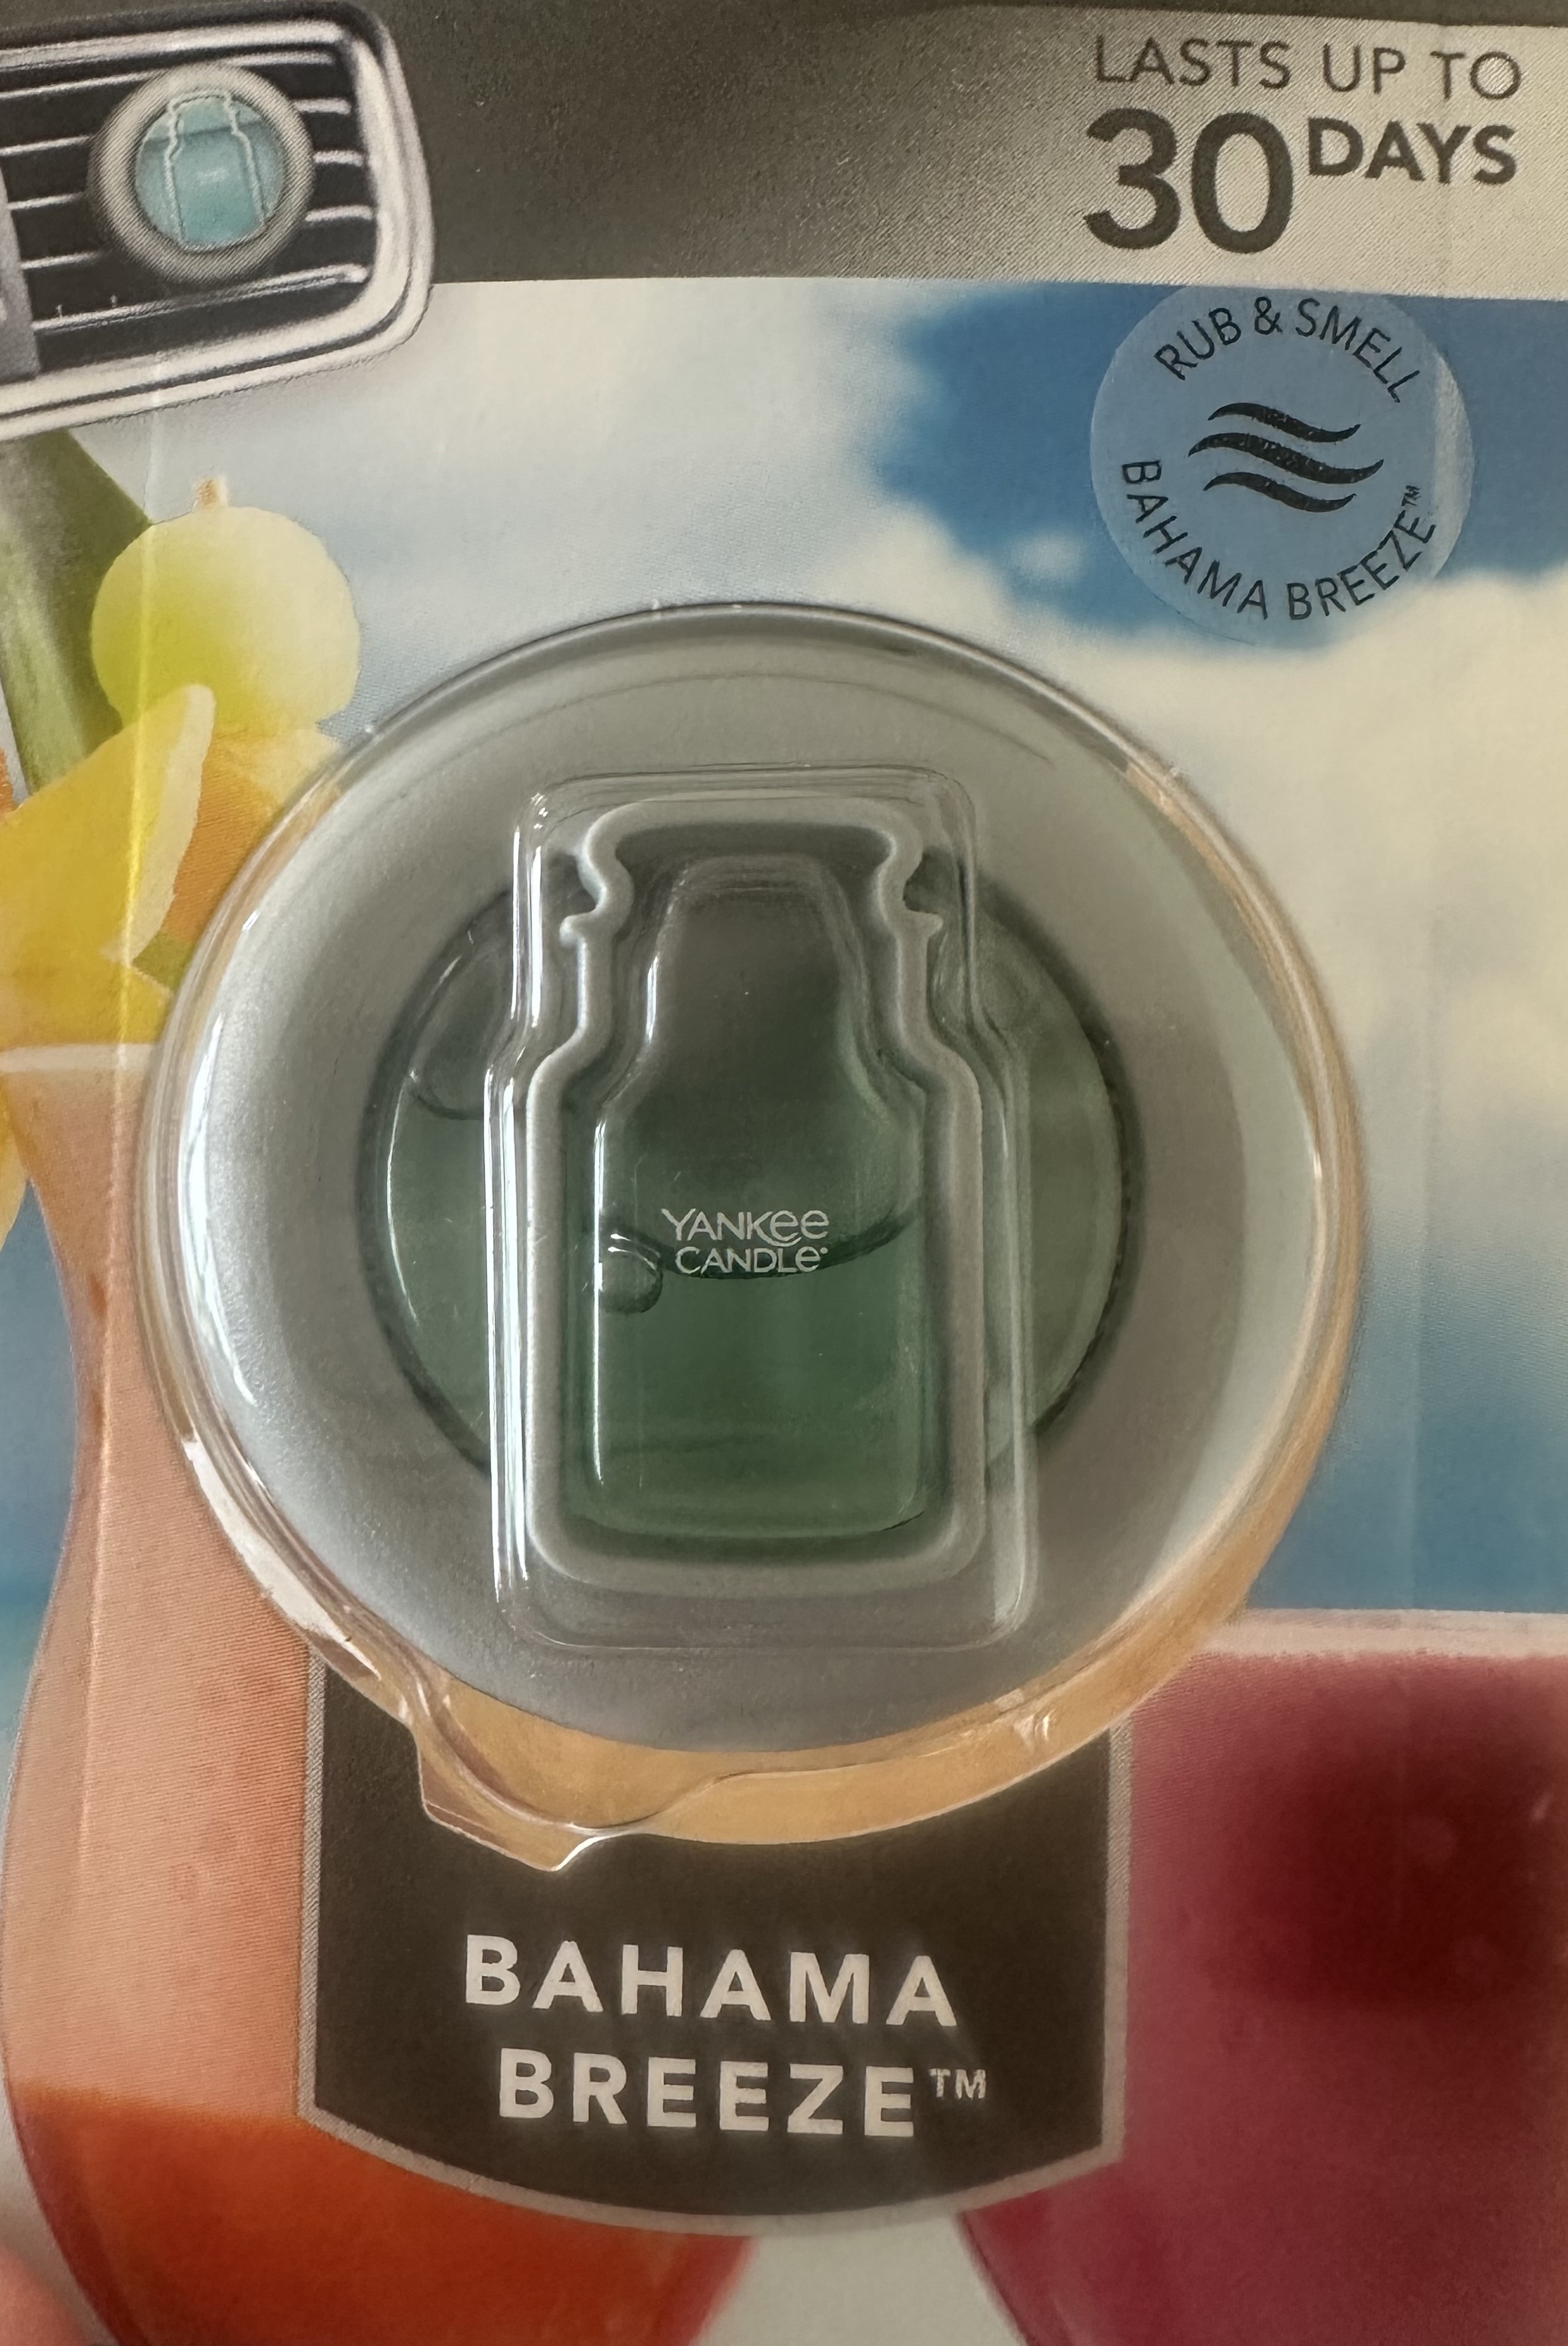 LASTS UP TO
30 DAYS
RUB & SMELL
BAHAMA BREEZE™
YANKEE
CANDLE®
BAHAMA
BREEZE™